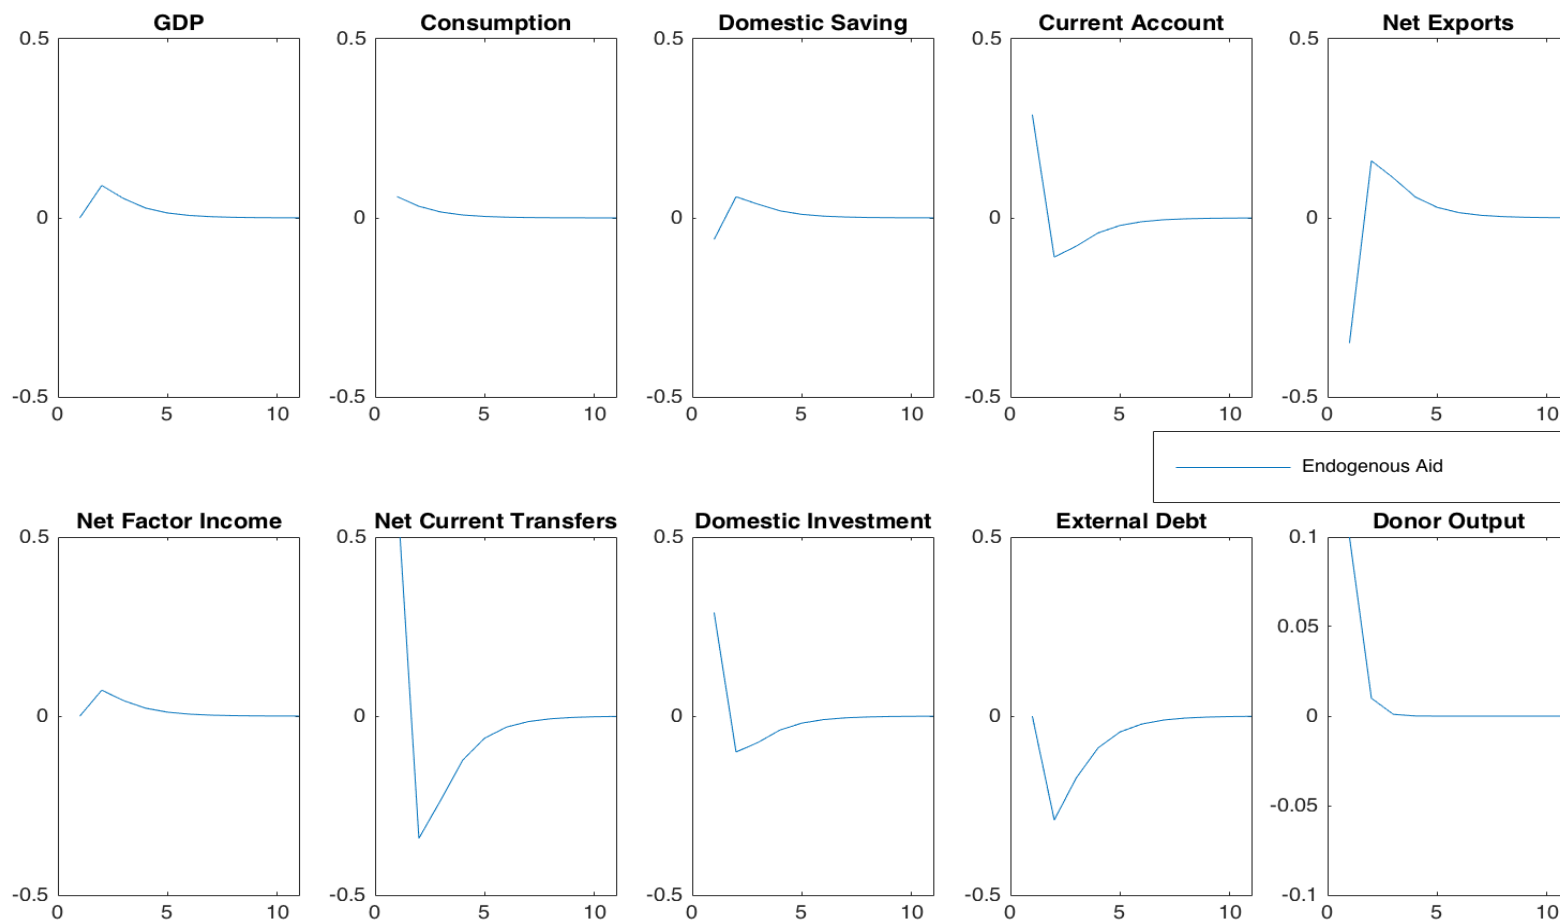 GDP
Consumption
Domestic Saving
Current Account
Net Exports
0.5
0
-0.5
0 5 10
0.5
0
-0.5
0 5 10
0.5
0
-0.5
0 5 10
0.5
0
-0.5
0 5 10
0.5
0
-0.5
0 5 10
Endogenous Aid
Net Factor Income
Net Current Transfers
Domestic Investment
External Debt
Donor Output
0.5
0
-0.5
0 5 10
0.5
0
-0.5
0 5 10
0.5
0
-0.5
0 5 10
0.5
0
-0.5
0 5 10
0.1
0.05
0
-0.05
-0.1
0 5 10